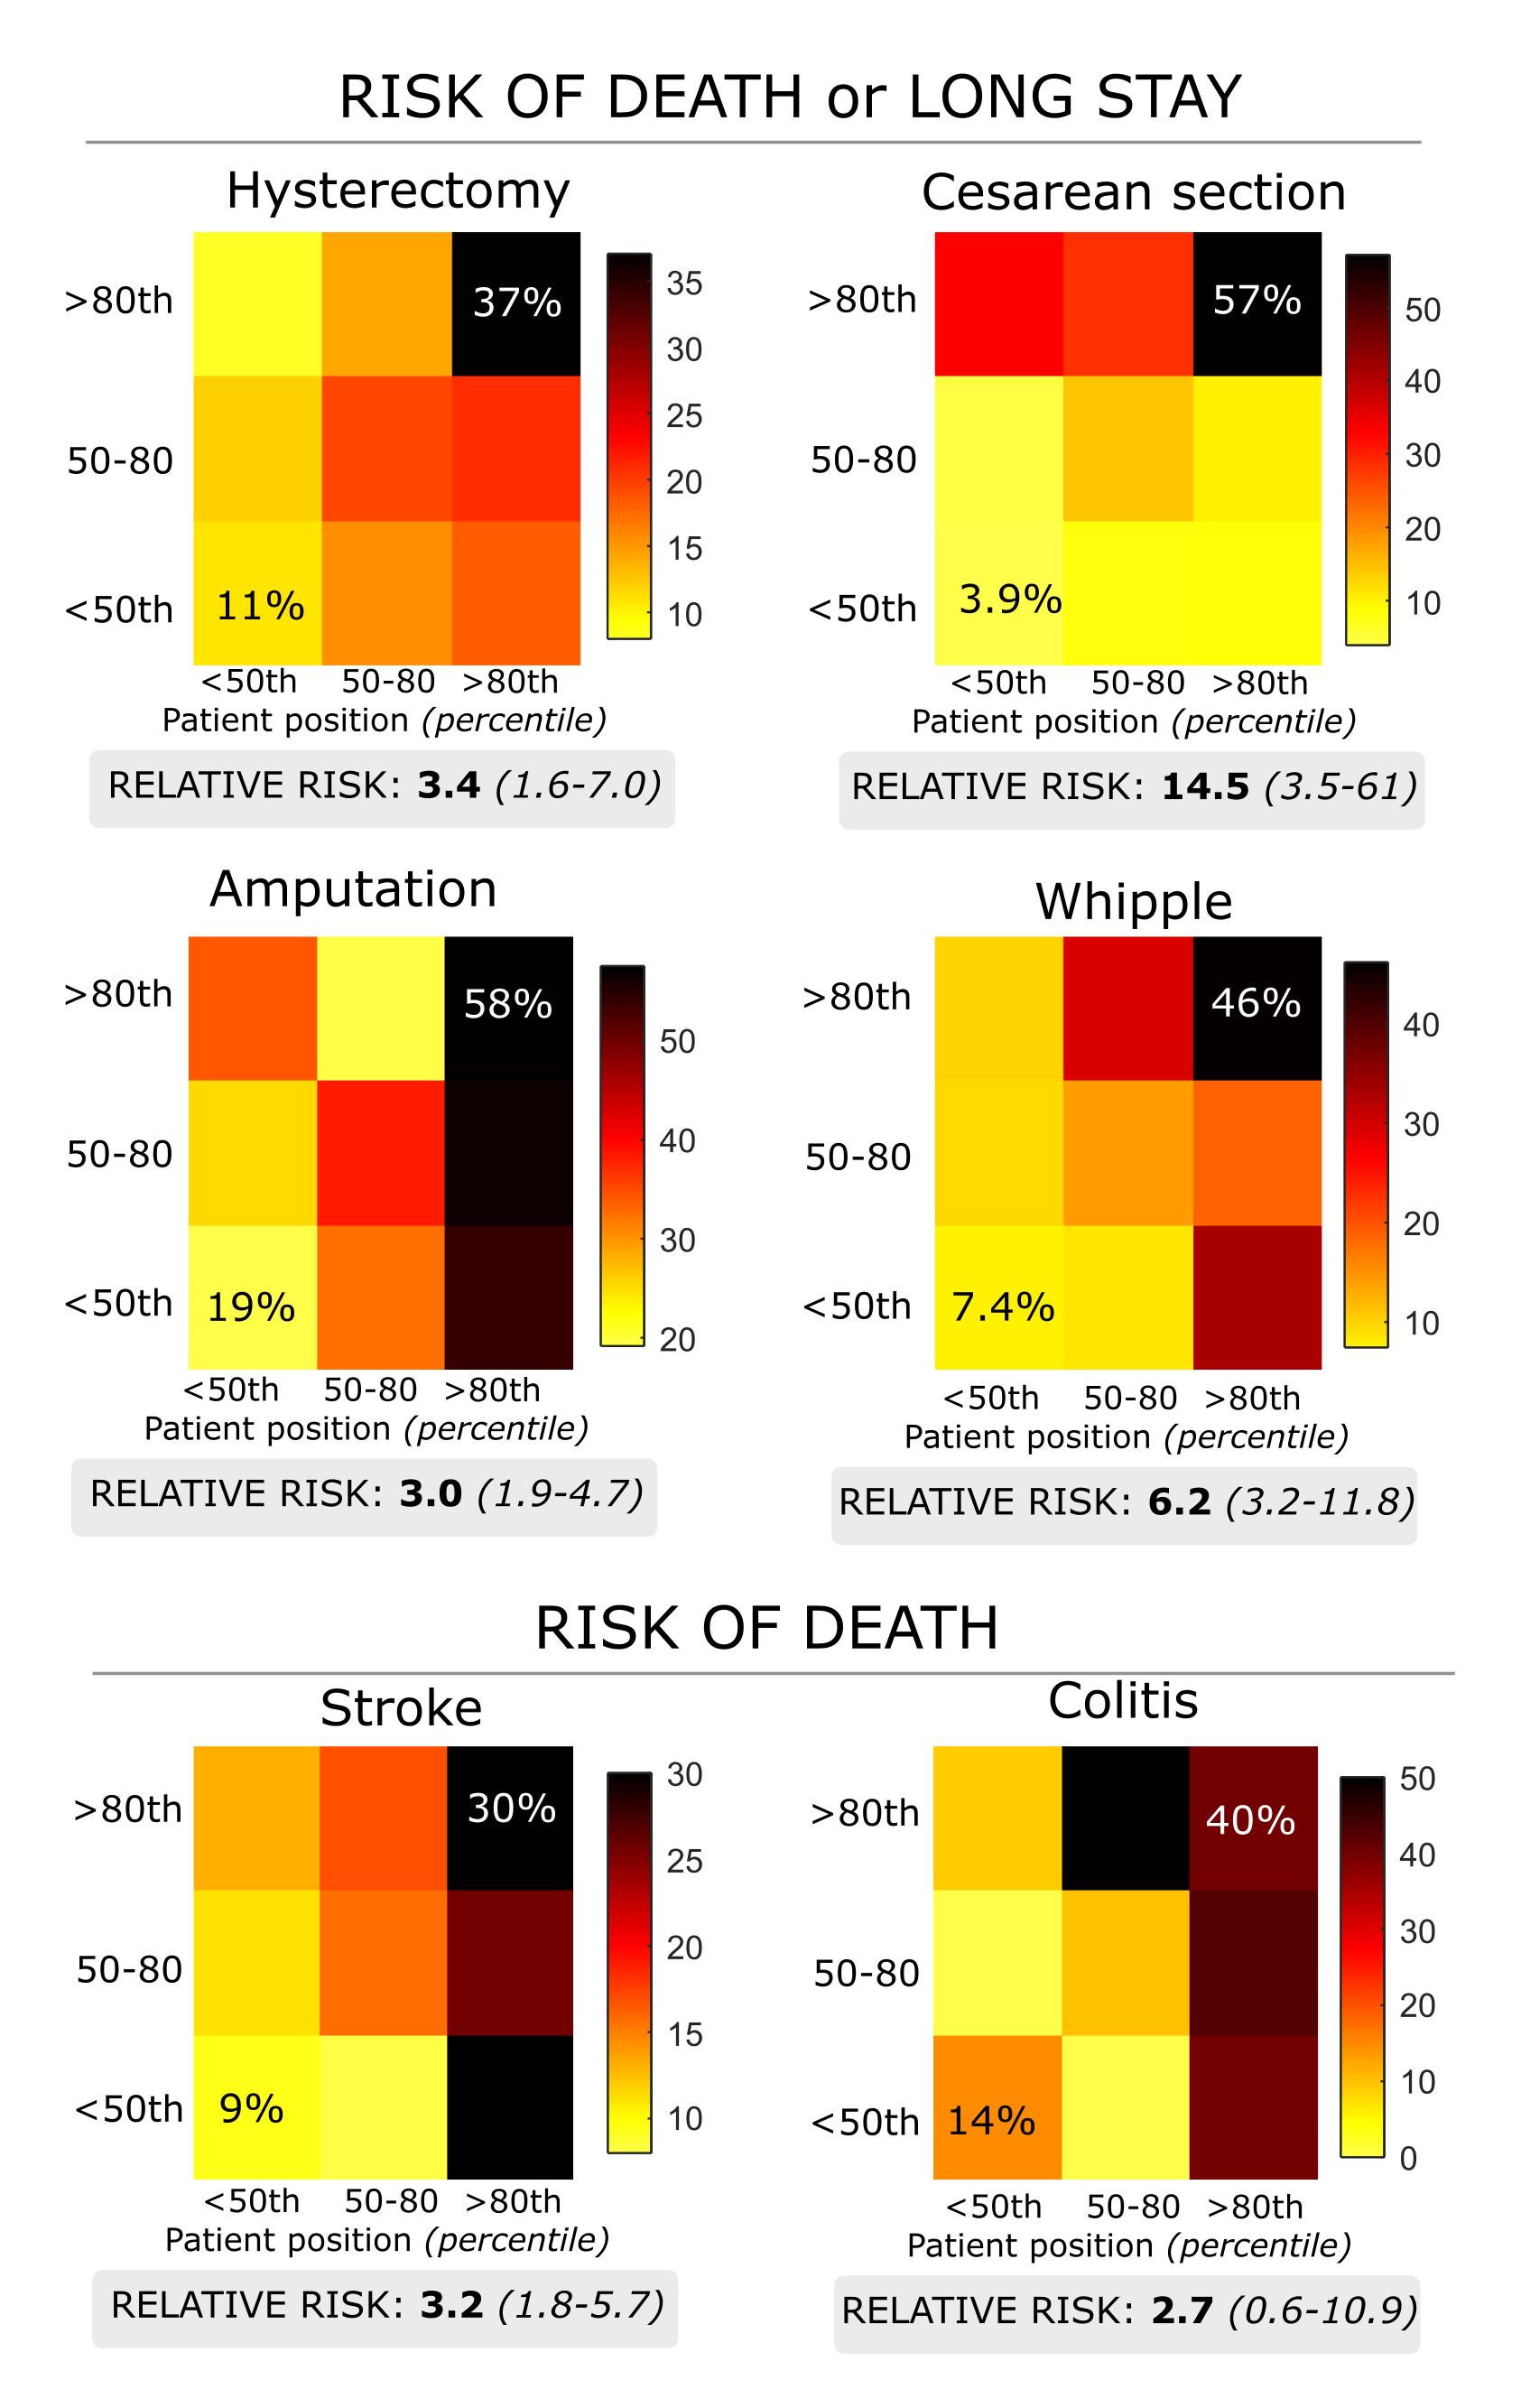 RISK OF DEATH or LONG STAY
Hysterectomy
>80th
50-80
<50th
37%
11%
35
30
25
20
15
10
<50th 50-80 >80th
Patient position (percentile)
RELATIVE RISK: 3.4 (1.6-7.0)
Cesarean section
>80th
50-80
<50th
57%
3.9%
50
40
30
20
10
<50th 50-80 >80th
Patient position (percentile)
RELATIVE RISK: 14.5 (3.5-61)
Amputation
>80th
50-80
<50th
58%
19%
50
40
30
20
<50th 50-80 >80th
Patient position (percentile)
RELATIVE RISK: 3.0 (1.9-4.7)
Whipple
>80th
50-80
<50th
46%
7.4%
40
30
20
10
<50th 50-80 >80th
Patient position (percentile)
RELATIVE RISK: 6.2 (3.2-11.8)
RISK OF DEATH
Stroke
>80th
50-80
<50th
30%
9%
30
25
20
15
10
<50th 50-80 >80th
Patient position (percentile)
RELATIVE RISK: 3.2 (1.8-5.7)
Colitis
>80th
50-80
<50th
40%
14%
50
40
30
20
10
0
<50th 50-80 >80th
Patient position (percentile)
RELATIVE RISK: 2.7 (0.6-10.9)